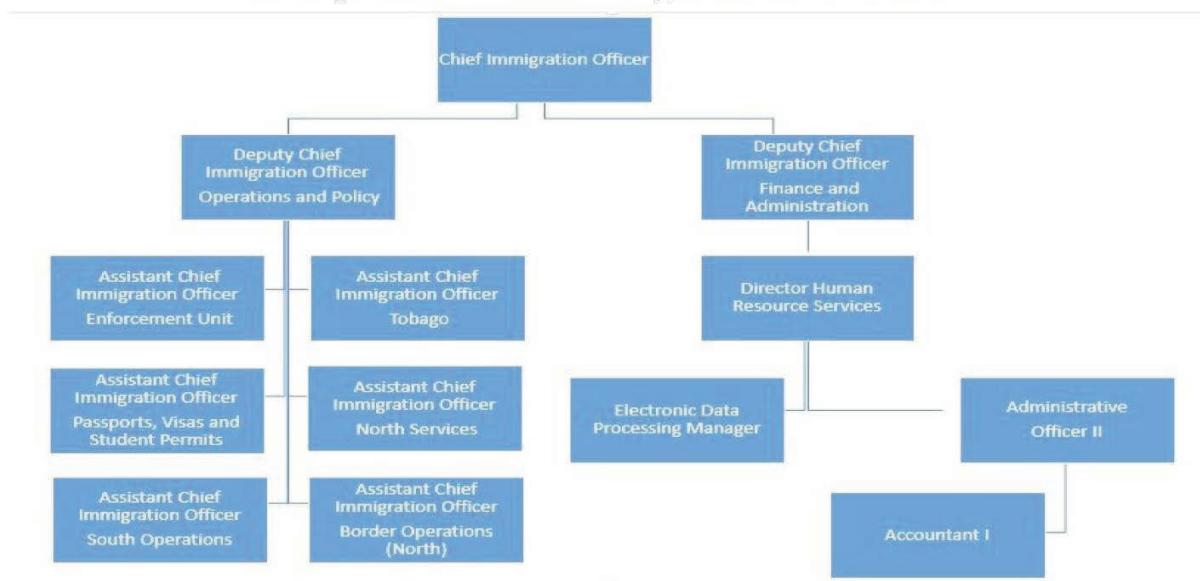 Chief Immigration Officer
Deputy Chief
Immigration Officer
Operations and Policy
Deputy Chief
Immigration Officer
Finance and
Administration
Assistant Chief
Immigration Officer
Enforcement Unit
Assistant Chief
Immigration Officer
Tobago
Director Human
Resource Services
Assistant Chief
Immigration Officer
Passports, Visas and
Student Permits
Assistant Chief
Immigration Officer
North Services
Electronic Data
Processing Manager
Administrative
Officer II
Assistant Chief
Immigration Officer
South Operations
Assistant Chief
Immigration Officer
Border Operations
(North)
Accountant I